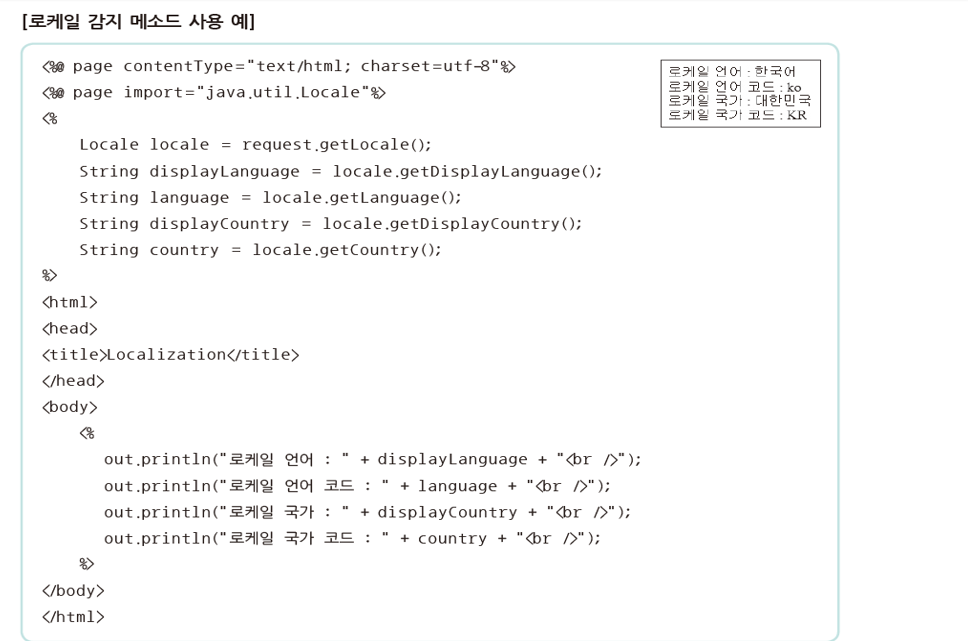 [로케일 감지 메소드 사용 예]
<%@ page contentType="text/html; charset=utf-8"%>
<%@ page import="java.util.Locale"%>
<%
Locale locale = request.getLocale();
String displayLanguage = locale.getDisplayLanguage();
String language = locale.getLanguage();
String displayCountry = locale.getDisplayCountry();
String country = locale.getCountry();
%>
<html>
<head>
<title>Localization</title>
</head>
<body>
<%
out.println("로케일 언어 : " + displayLanguage + "<br />");
out.println("로케일 언어 코드 : " + language + "<br />");
out.println("로케일 국가 : " + displayCountry + "<br />");
out.println("로케일 국가 코드 : " + country + "<br />");
%>
</body>
</html>
로케일 언어 : 한국어
로케일 언어 코드 : ko
로케일 국가 : 대한민국
로케일 국가 코드 : KR